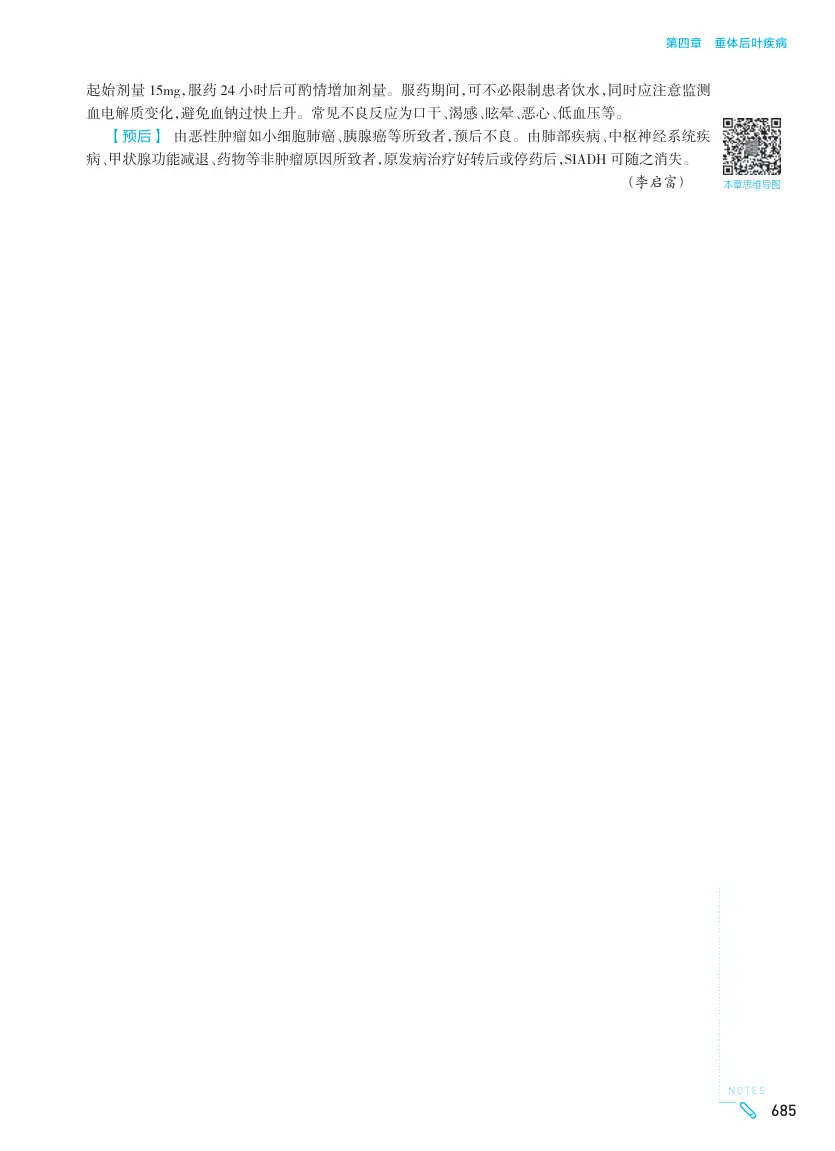 第四章 垂体后叶疾病
起始剂量 15mg,服药 24 小时后可酌情增加剂量。服药期间,可不必限制患者饮水,同时应注意监测
血电解质变化,避免血钠过快上升。常见不良反应为口干、渴感、眩晕、恶心、低血压等。
【预后】 由恶性肿瘤如小细胞肺癌、胰腺癌等所致者,预后不良。由肺部疾病、中枢神经系统疾
病、甲状腺功能减退、药物等非肿瘤原因所致者,原发病治疗好转后或停药后,SIADH 可随之消失。
(李启富)
本章思维导图
NOTES
685